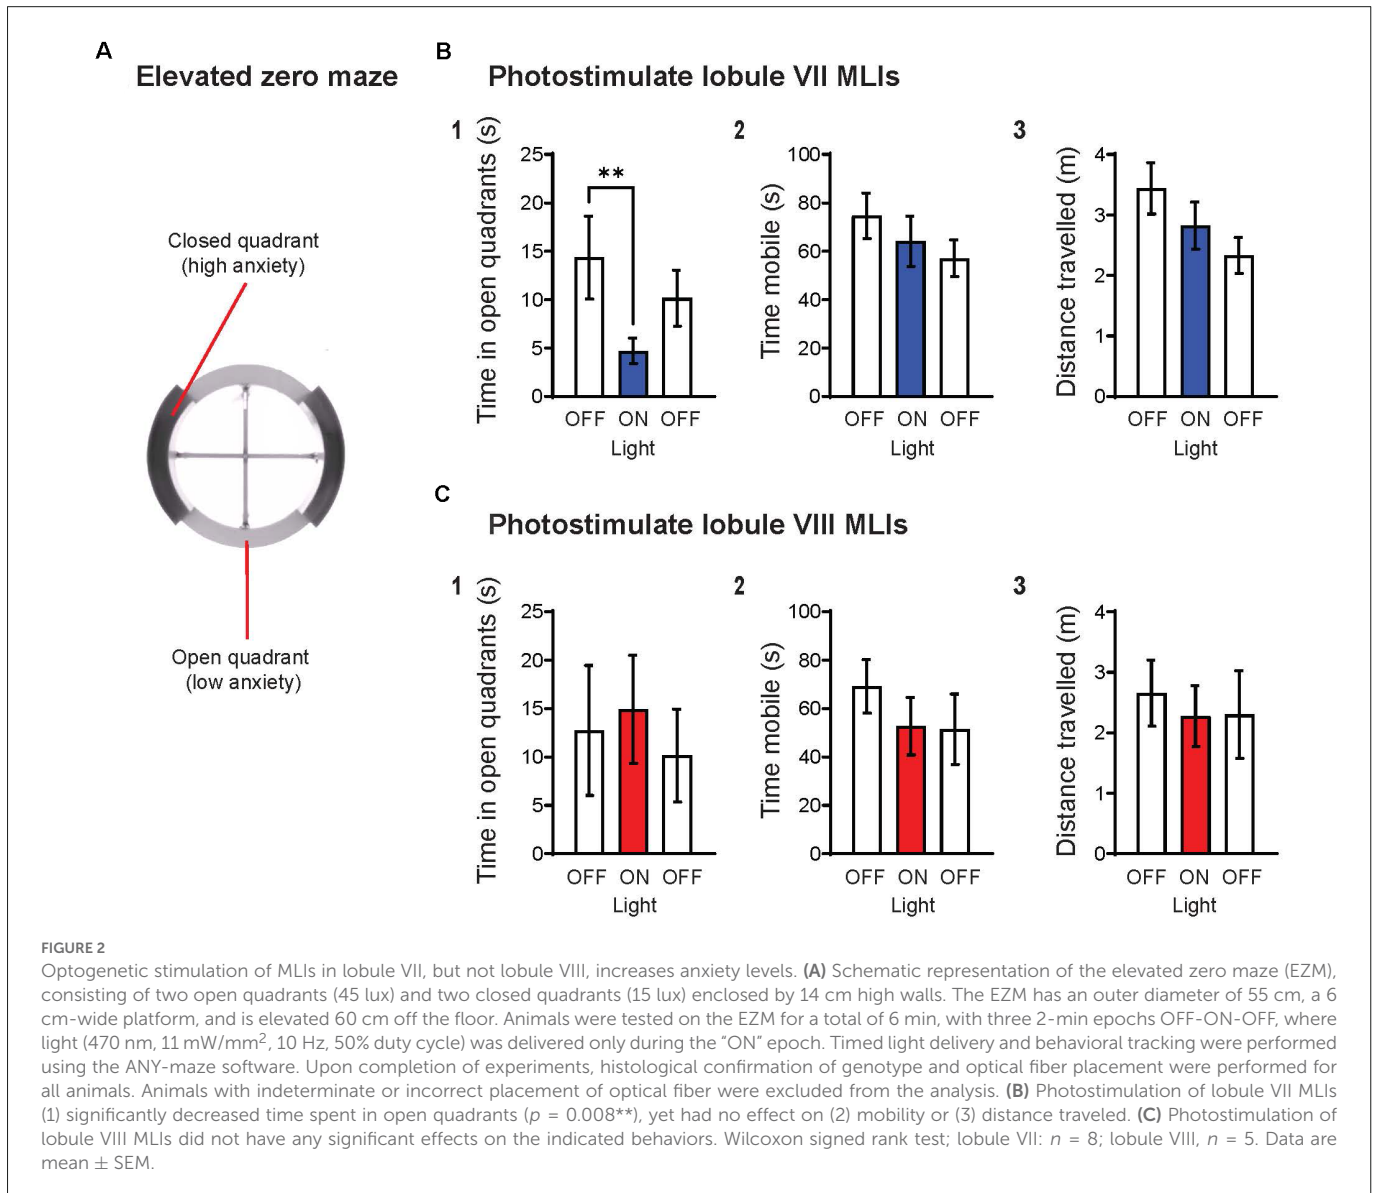 A
Elevated zero maze
Closed quadrant
(high anxiety)
Open quadrant
(low anxiety)
B
Photostimulate lobule VII MLIs
1
Time in open quadrants (s)
25
20
15
10
5
0
**
OFF ON OFF
Light
2
Time mobile (s)
100
80
60
40
20
0
OFF ON OFF
Light
3
Distance travelled (m)
4
3
2
1
0
OFF ON OFF
Light
C
Photostimulate lobule VIII MLIs
1
Time in open quadrants (s)
25
20
15
10
5
0
OFF ON OFF
Light
2
Time mobile (s)
100
80
60
40
20
0
OFF ON OFF
Light
3
Distance travelled (m)
4
3
2
1
0
OFF ON OFF
Light
FIGURE 2
Optogenetic stimulation of MLIs in lobule VII, but not lobule VIII, increases anxiety levels. (A) Schematic representation of the elevated zero maze (EZM),
consisting of two open quadrants (45 lux) and two closed quadrants (15 lux) enclosed by 14 cm high walls. The EZM has an outer diameter of 55 cm, a 6
cm-wide platform, and is elevated 60 cm off the floor. Animals were tested on the EZM for a total of 6 min, with three 2-min epochs OFF-ON-OFF, where
light (470 nm, 11 mW/mm², 10 Hz, 50% duty cycle) was delivered only during the “ON” epoch. Timed light delivery and behavioral tracking were performed
using the ANY-maze software. Upon completion of experiments, histological confirmation of genotype and optical fiber placement were performed for
all animals. Animals with indeterminate or incorrect placement of optical fiber were excluded from the analysis. (B) Photostimulation of lobule VII MLIs
(1) significantly decreased time spent in open quadrants (p = 0.008**), yet had no effect on (2) mobility or (3) distance traveled. (C) Photostimulation of
lobule VIII MLIs did not have any significant effects on the indicated behaviors. Wilcoxon signed rank test; lobule VII: n = 8; lobule VIII, n = 5. Data are
mean ± SEM.